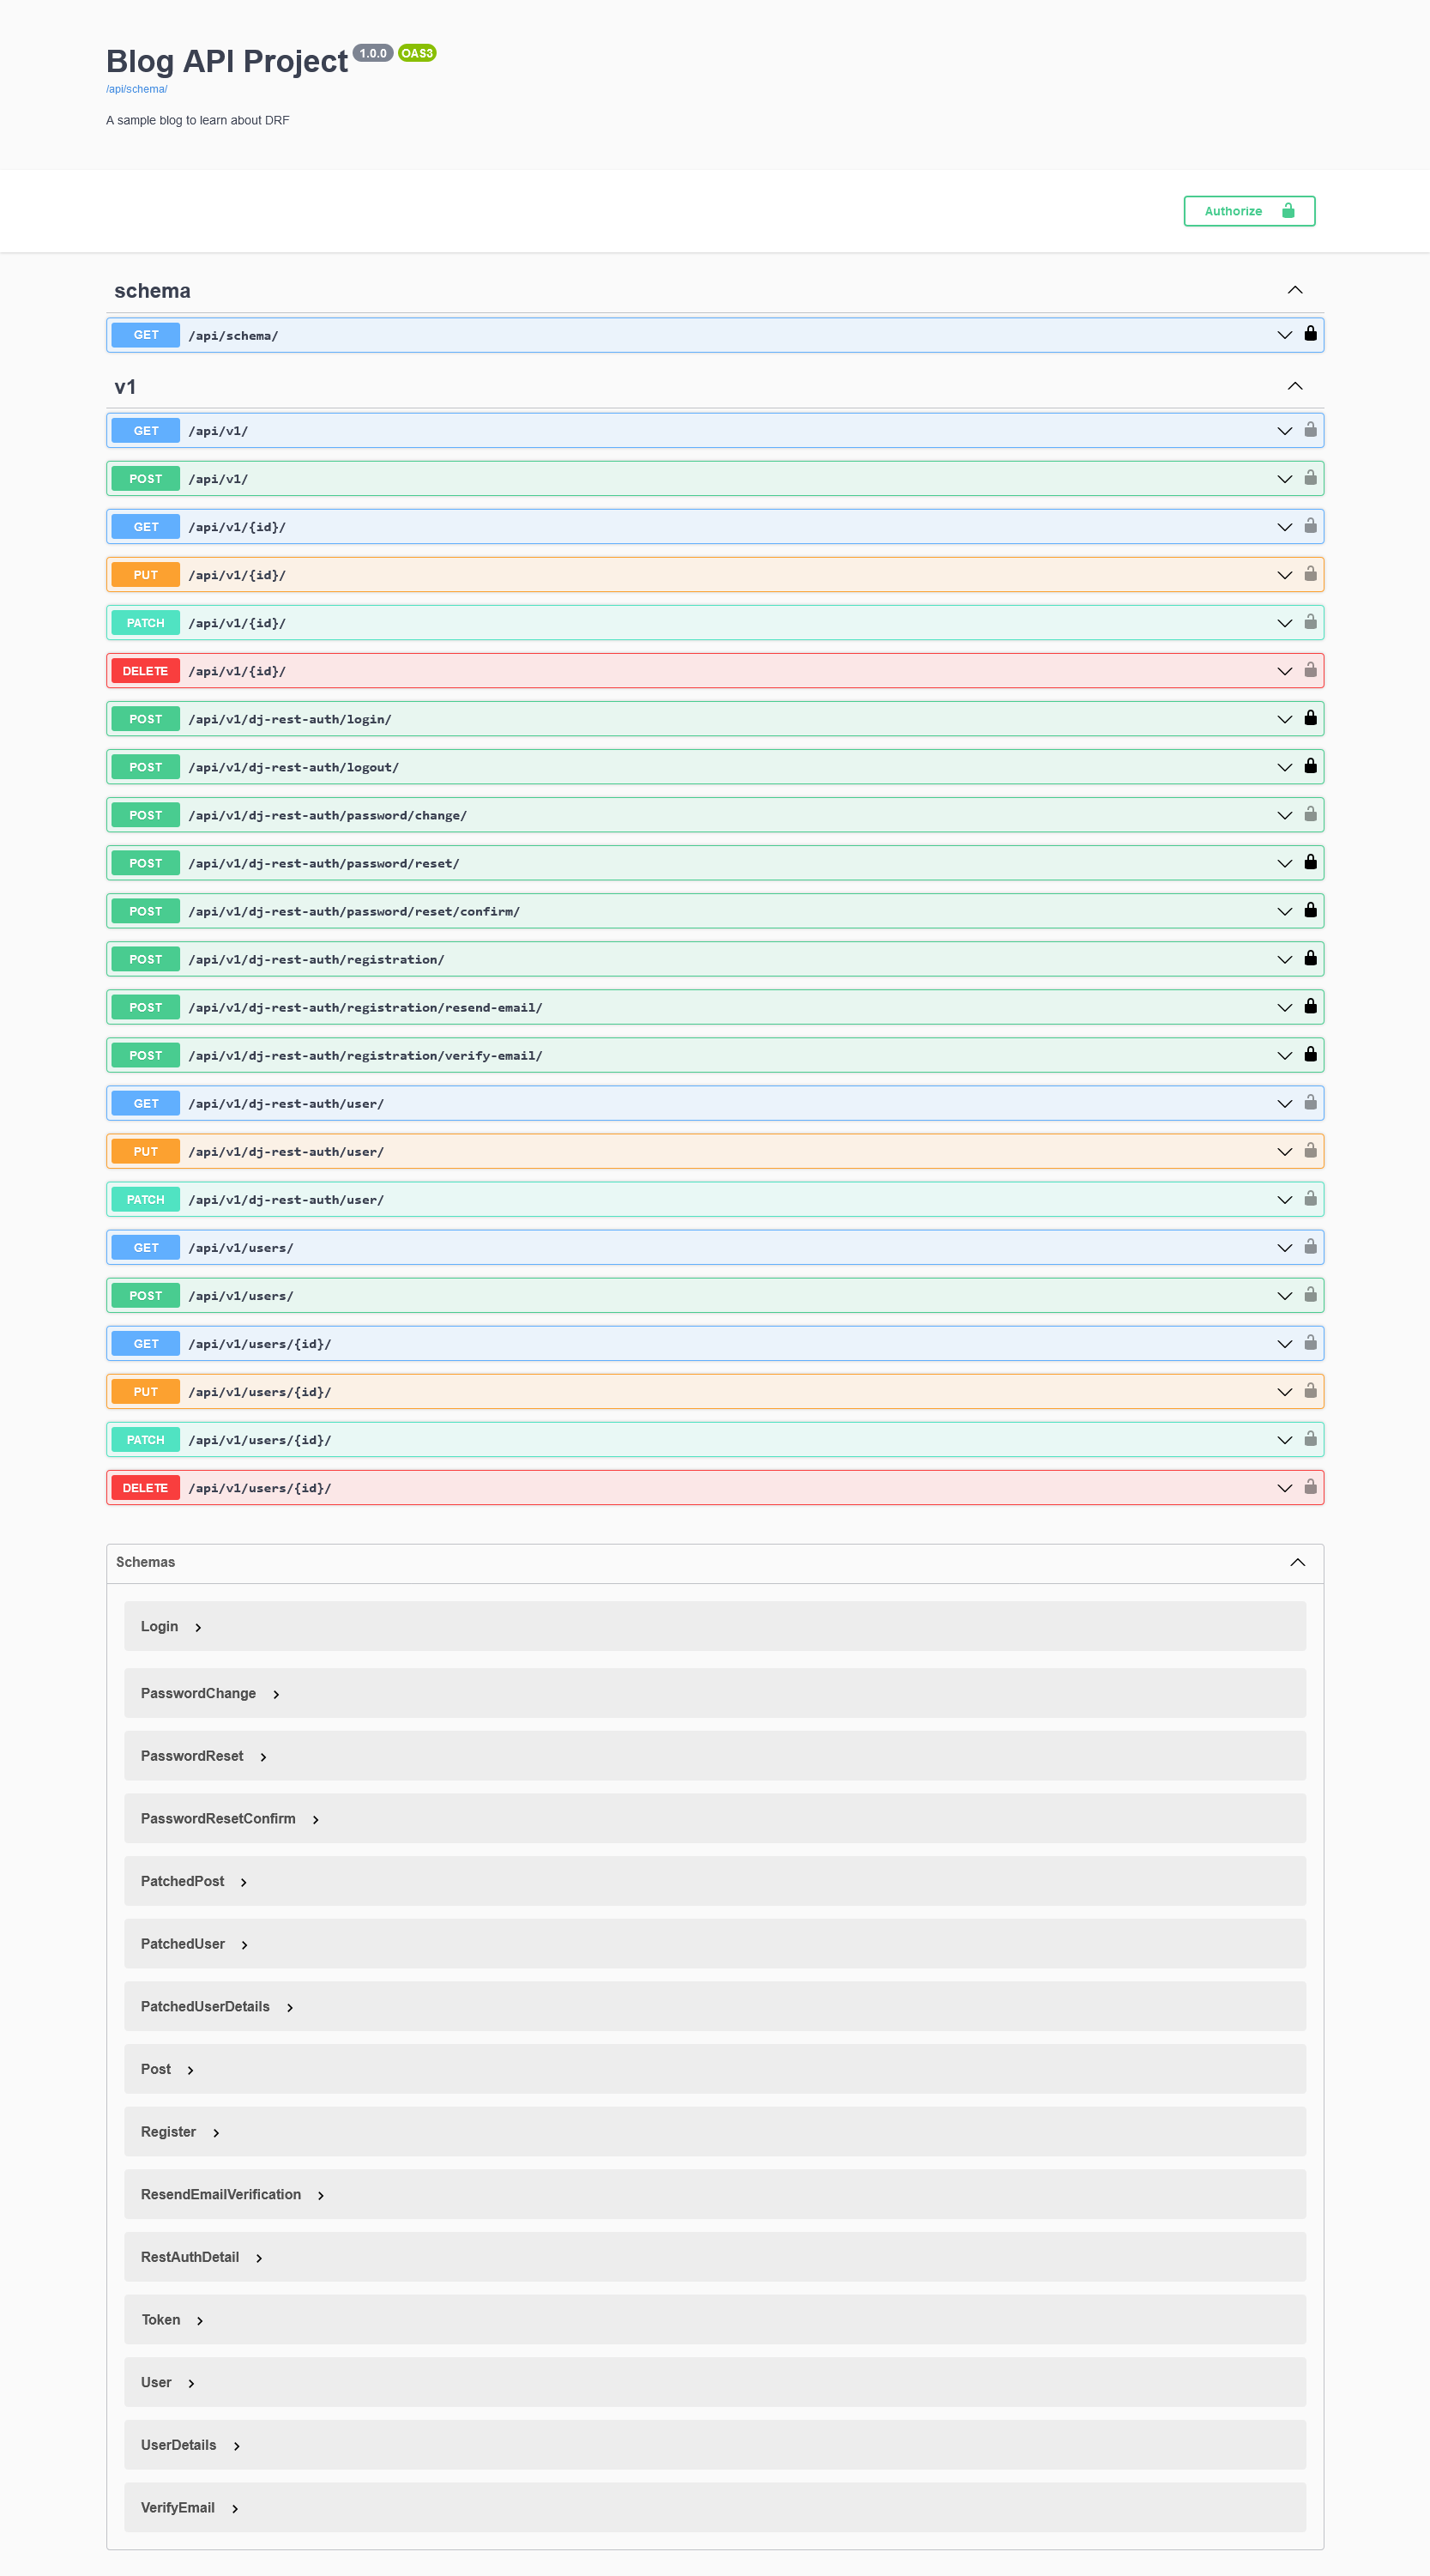 Blog API Project 1.0.0 OAS3
/api/schema/
A sample blog to learn about DRF
Authorize
schema
GET /api/schema/
v1
GET /api/v1/
POST /api/v1/
GET /api/v1/{id}/
PUT /api/v1/{id}/
PATCH /api/v1/{id}/
DELETE /api/v1/{id}/
POST /api/v1/dj-rest-auth/login/
POST /api/v1/dj-rest-auth/logout/
POST /api/v1/dj-rest-auth/password/change/
POST /api/v1/dj-rest-auth/password/reset/
POST /api/v1/dj-rest-auth/password/reset/confirm/
POST /api/v1/dj-rest-auth/registration/
POST /api/v1/dj-rest-auth/registration/resend-email/
POST /api/v1/dj-rest-auth/registration/verify-email/
GET /api/v1/dj-rest-auth/user/
PUT /api/v1/dj-rest-auth/user/
PATCH /api/v1/dj-rest-auth/user/
GET /api/v1/users/
POST /api/v1/users/
GET /api/v1/users/{id}/
PUT /api/v1/users/{id}/
PATCH /api/v1/users/{id}/
DELETE /api/v1/users/{id}/
Schemas
Login
PasswordChange
PasswordReset
PasswordResetConfirm
PatchedPost
PatchedUser
PatchedUserDetails
Post
Register
ResendEmailVerification
RestAuthDetail
Token
User
UserDetails
VerifyEmail